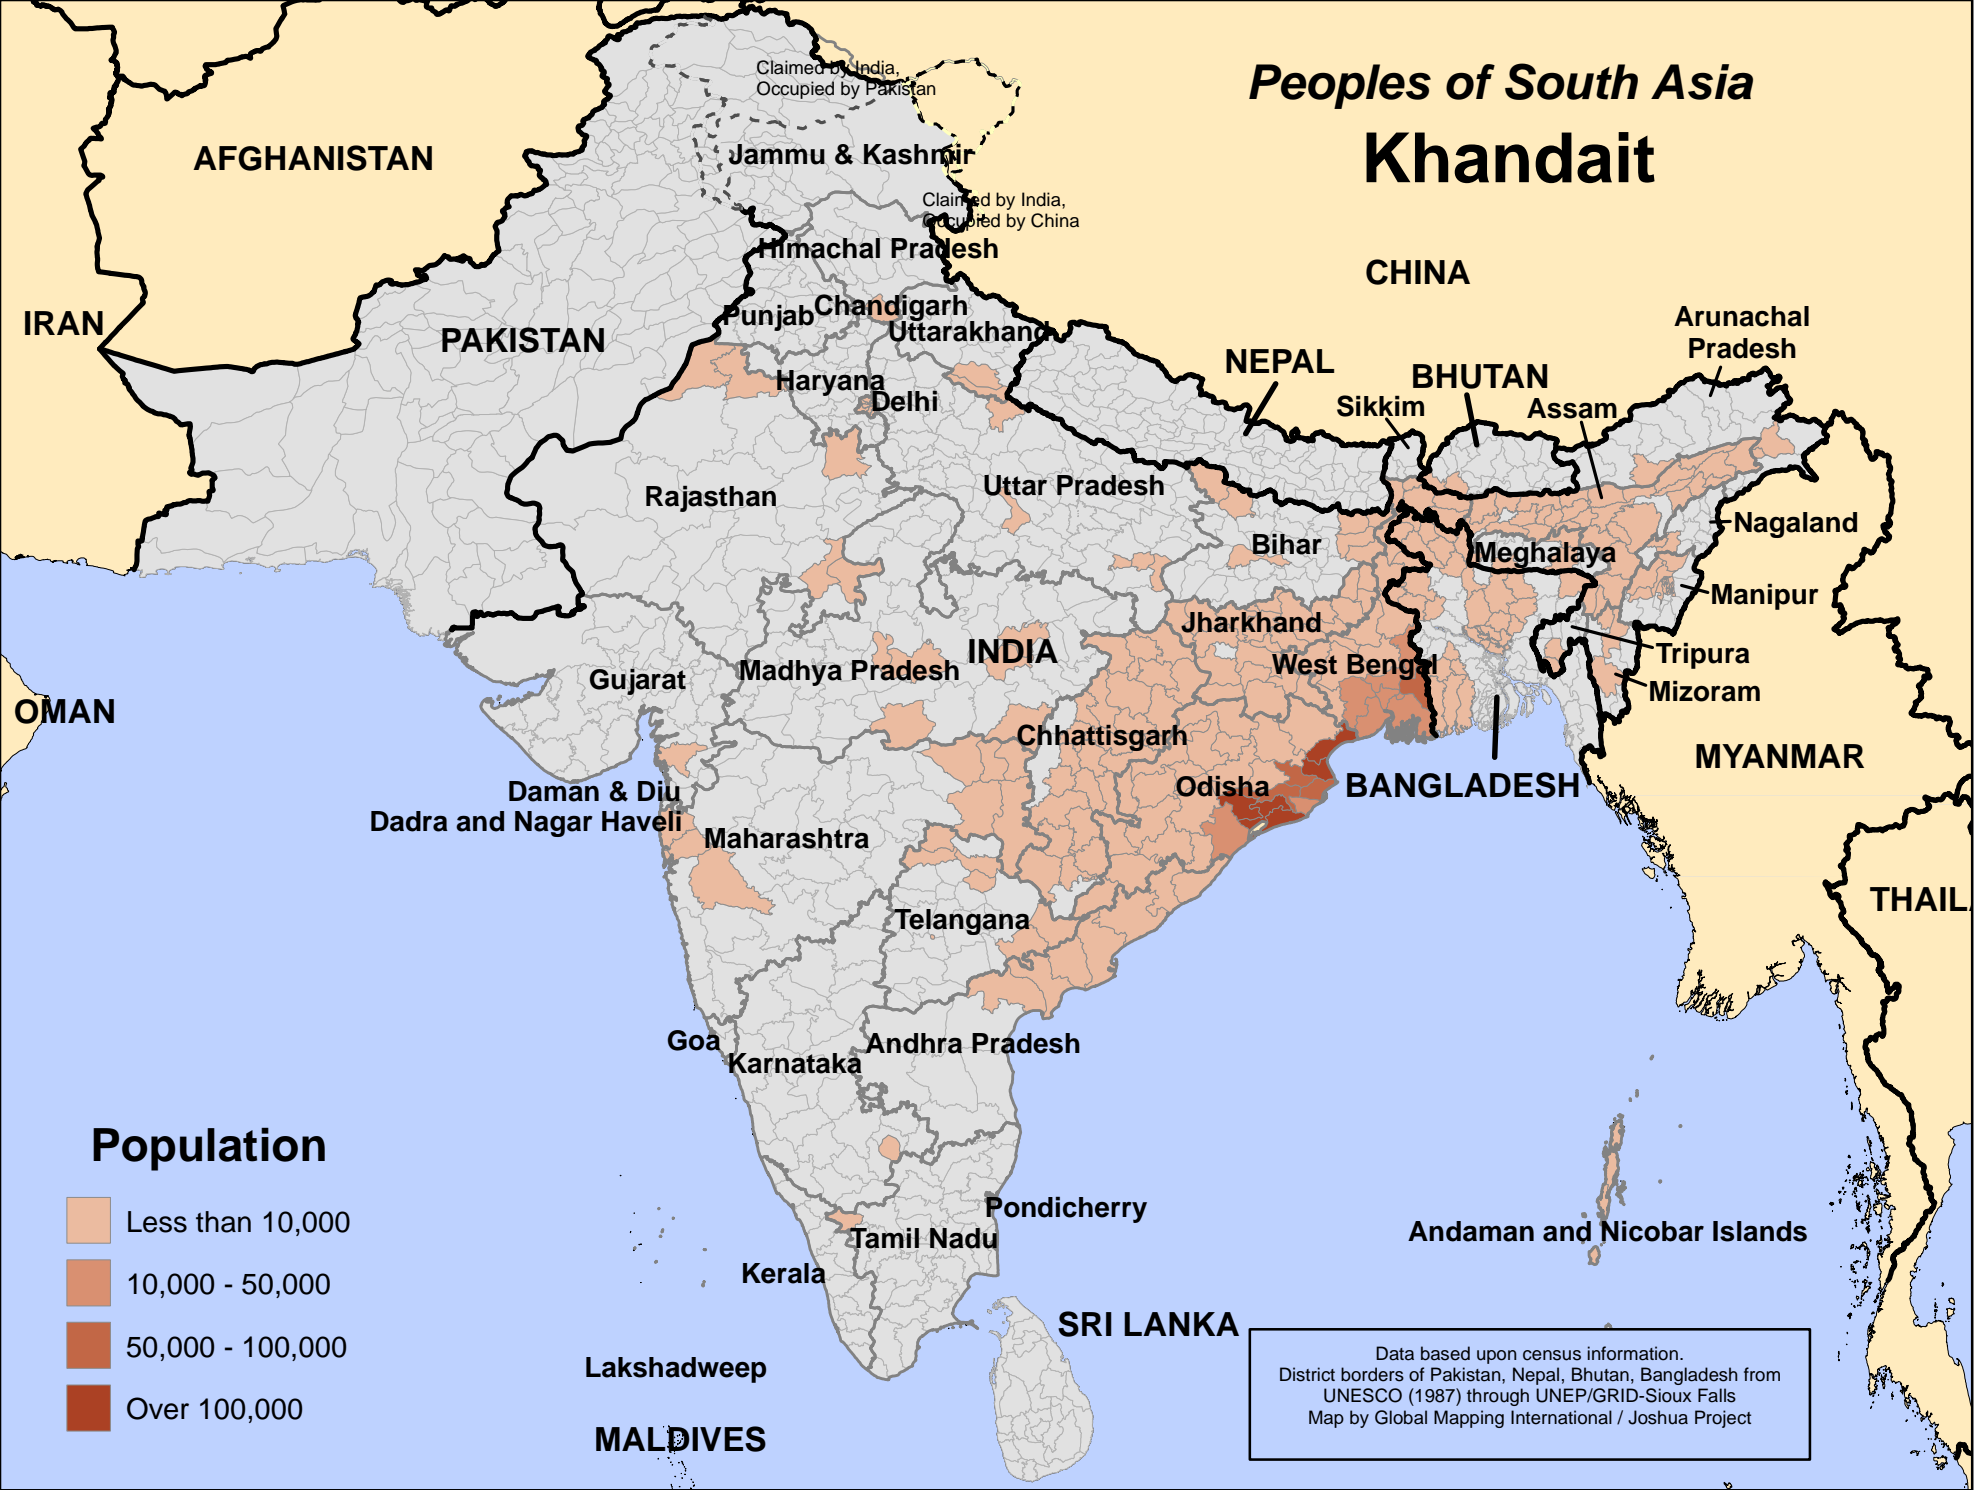 Peoples of South Asia
Khandait
Claimed by India,
Occupied by Pakistan
AFGHANISTAN
Jammu & Kashmir
Claimed by India,
Occupied by China
Himachal Pradesh
CHINA
IRAN
PAKISTAN
Punjab
Chandigarh
Uttarakhand
Arunachal
Pradesh
NEPAL
BHUTAN
Haryana
Delhi
Sikkim
Assam
Rajasthan
Uttar Pradesh
Bihar
Meghalaya
Nagaland
Manipur
Jharkhand
INDIA
Madhya Pradesh
West Bengal
Tripura
Mizoram
Gujarat
OMAN
Chhattisgarh
MYANMAR
Odisha
BANGLADESH
Daman & Diu
Dadra and Nagar Haveli
Maharashtra
THAIL
Telangana
Goa
Karnataka
Andhra Pradesh
Pondicherry
Tamil Nadu
Kerala
Andaman and Nicobar Islands
SRI LANKA
Lakshadweep
MALDIVES
Population
Less than 10,000
10,000 - 50,000
50,000 - 100,000
Over 100,000
Data based upon census information.
District borders of Pakistan, Nepal, Bhutan, Bangladesh from
UNESCO (1987) through UNEP/GRID-Sioux Falls
Map by Global Mapping International / Joshua Project